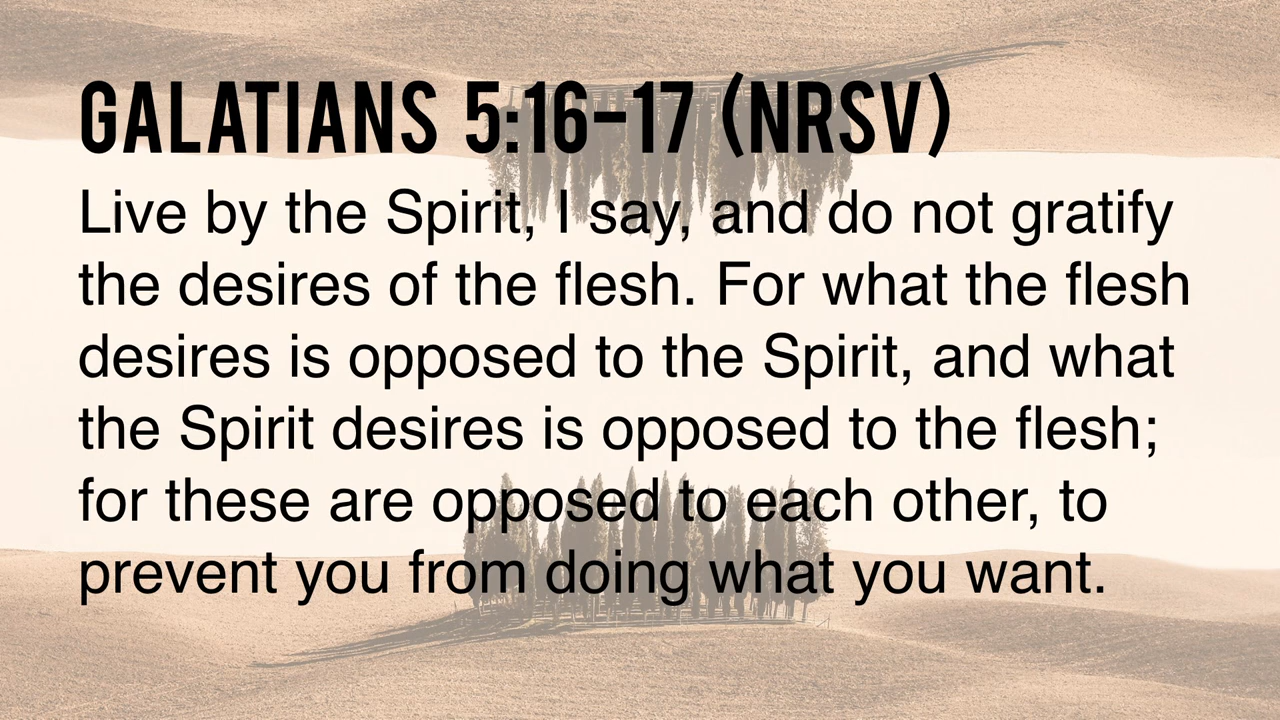 GALATIANS 5:16–17 (NRSV)
Live by the Spirit, I say, and do not gratify
the desires of the flesh. For what the flesh
desires is opposed to the Spirit, and what
the Spirit desires is opposed to the flesh;
for these are opposed to each other, to
prevent you from doing what you want.